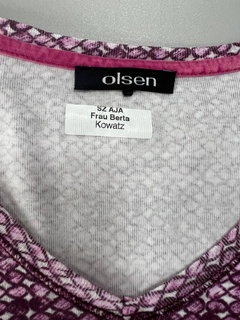 olsen
SZ AJA
Frau Berta
Kowatz